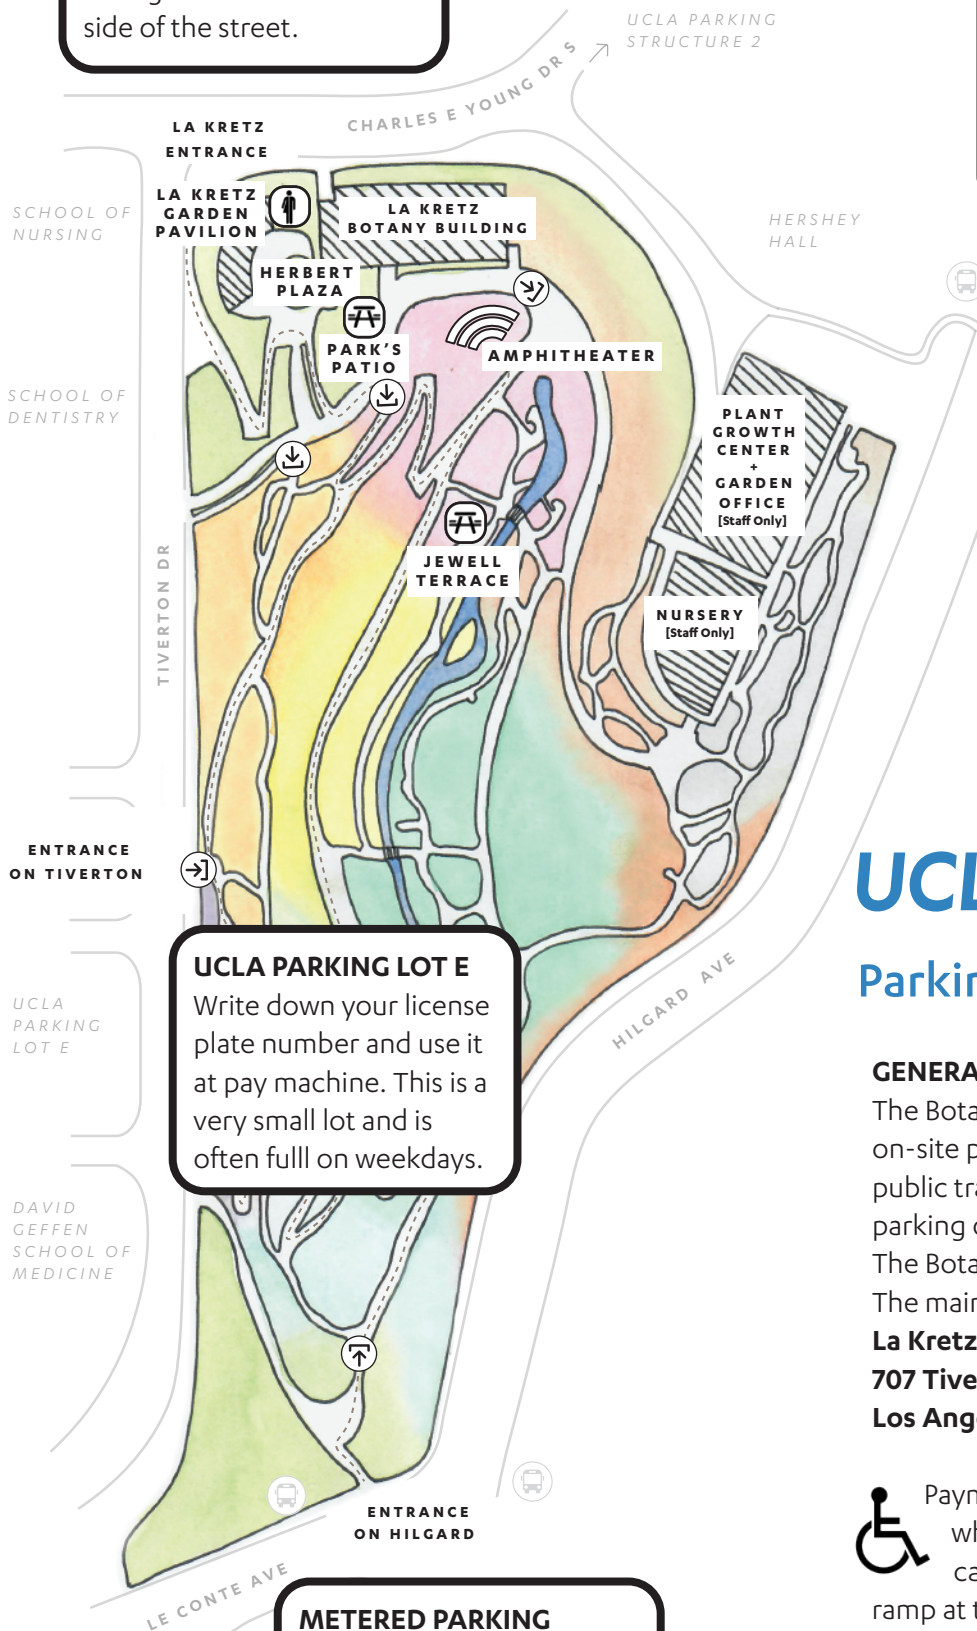 side of the street.
UCLA PARKING
STRUCTURE 2
CHARLES E YOUNG DR S
LA KRETZ
ENTRANCE
SCHOOL OF
NURSING
LA KRETZ
GARDEN
PAVILION
LA KRETZ
BOTANY BUILDING
HERSHEY
HALL
HERBERT
PLAZA
PARK'S
PATIO
AMPHITHEATER
SCHOOL OF
DENTISTRY
PLANT
GROWTH
CENTER
+
GARDEN
OFFICE
[Staff Only]
JEWELL
TERRACE
TIVERTON DR
NURSERY
[Staff Only]
ENTRANCE
ON TIVERTON
UCLA PARKING LOT E
Write down your license
plate number and use it
at pay machine. This is a
very small lot and is
often fulll on weekdays.
UCLA
PARKING
LOT E
HILGARD AVE
DAVID
GEFFEN
SCHOOL OF
MEDICINE
ENTRANCE
ON HILGARD
LE CONTE AVE
METERED PARKING
UCL
Parkin
GENERA
The Bota
on-site p
public tra
parking o
The Bota
The main
La Kretz
707 Tive
Los Ang
Paym
wh
ca
ramp at t